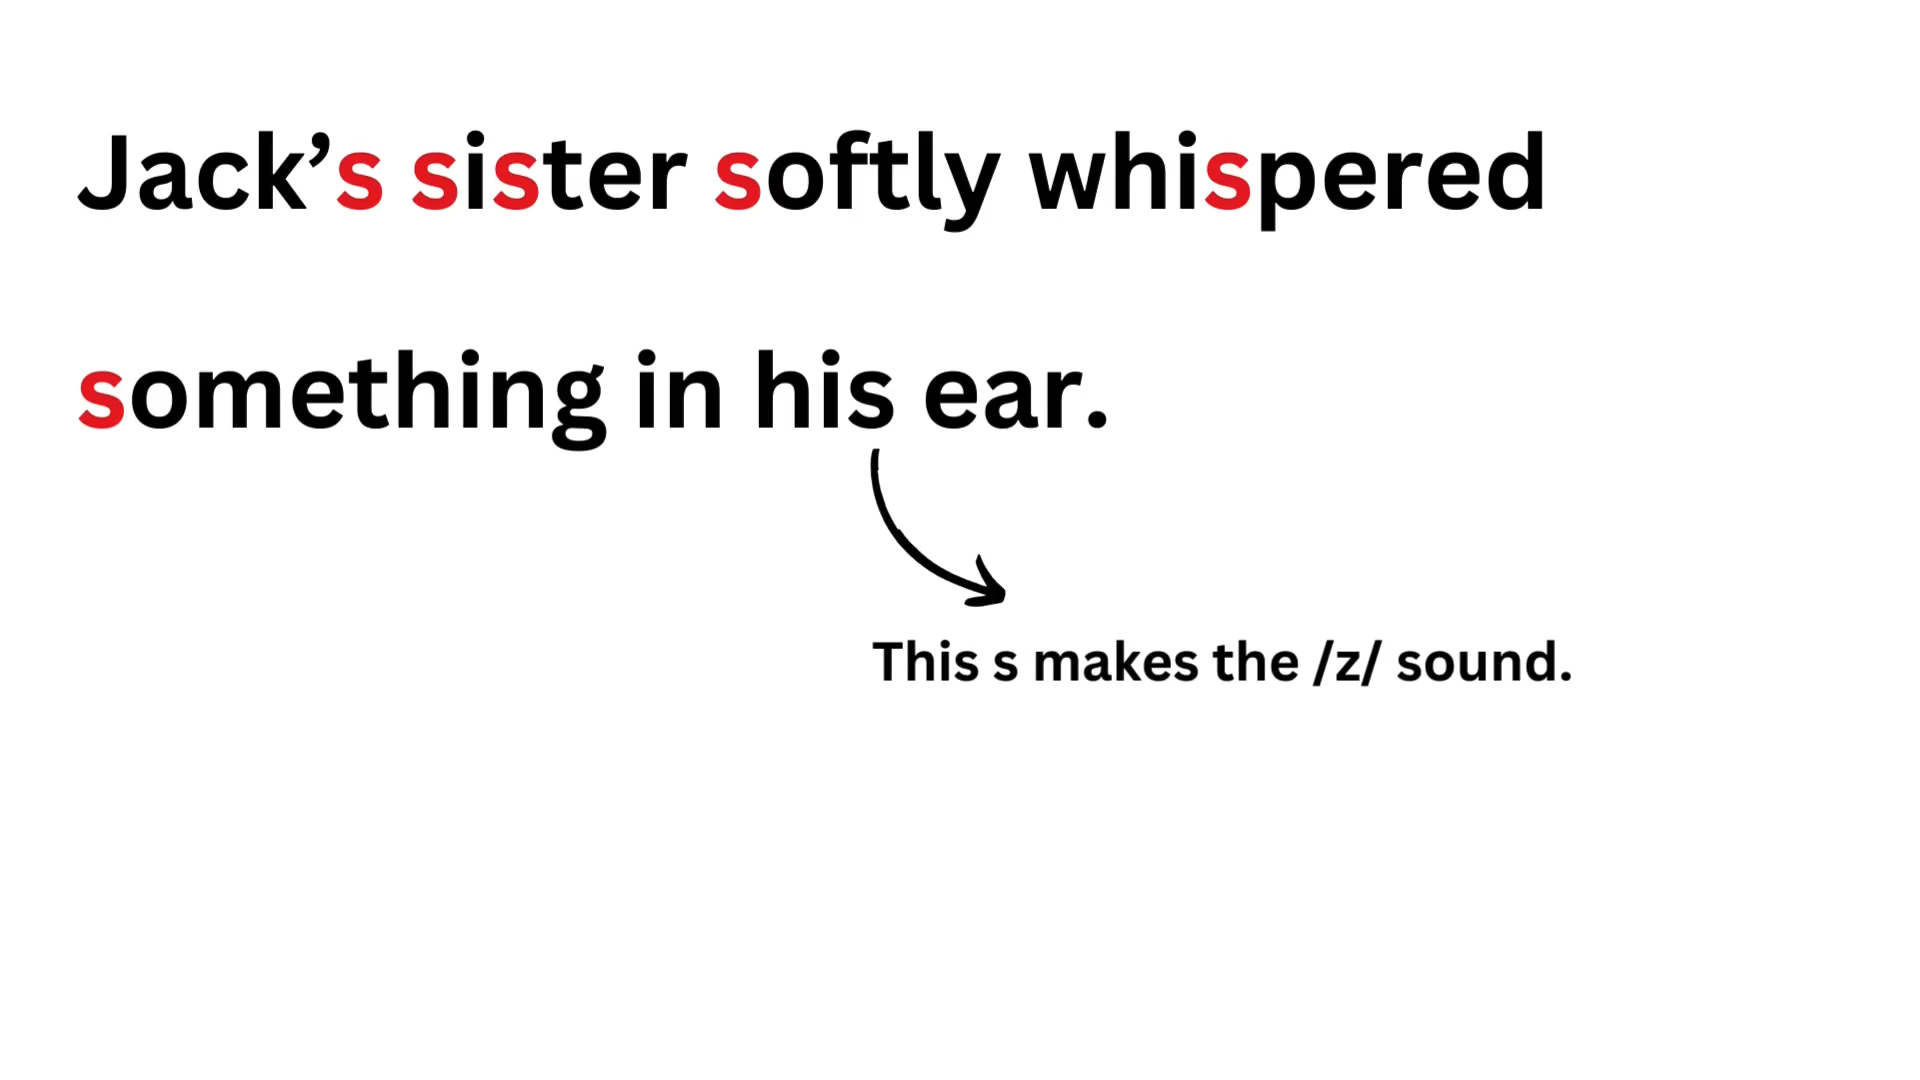 Jack’s sister softly whispered
something in his ear.
This s makes the /z/ sound.